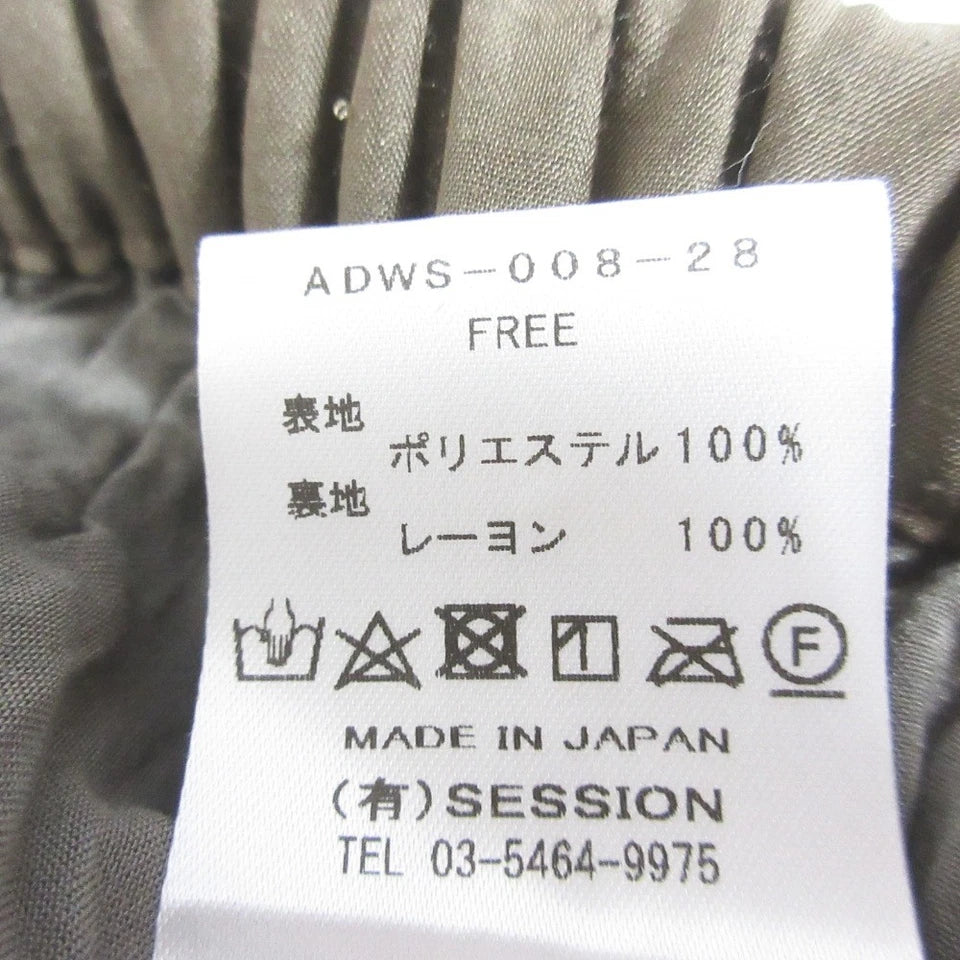 ADWS-008-28
FREE
表地
ポリエステル100%
裏地
レーヨン 100%
F
MADE IN JAPAN
(有)SESSION
TEL 03-5464-9975